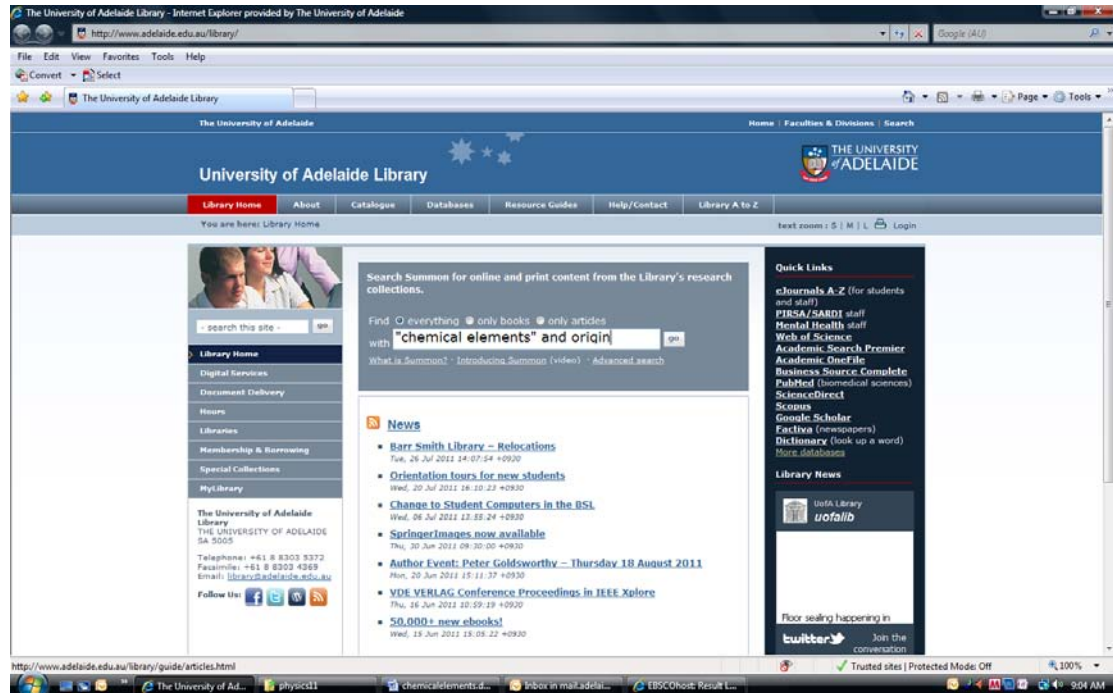 The University of Adelaide Library - Internet Explorer provided by The University of Adelaide
http://www.adelaide.edu.au/library/
Google (AU)
File Edit View Favorites Tools Help
Convert Select
The University of Adelaide Library
Page Tools
The University of Adelaide
Home | Faculties & Divisions | Search
THE UNIVERSITY
of ADELAIDE
University of Adelaide Library
Library Home About Catalogue Databases Resource Guides Help/Contact Library A to Z
You are here: Library Home
text zoom : S | M | L Login
- search this site - go
Library Home
Digital Services
Document Delivery
Hours
Libraries
Membership & Borrowing
Special Collections
MyLibrary
The University of Adelaide
Library
THE UNIVERSITY OF ADELAIDE
SA 5005
Telephone: +61 8 8303 5372
Facsimile: +61 8 8303 4369
Email: library@adelaide.edu.au
Follow Us:
Search Summon for online and print content from the Library's research
collections.
Find everything only books only articles
with "chemical elements" and origin go
What is Summon? · Introducing Summon (video) · Advanced search
News
Barr Smith Library – Relocations
Tue, 26 Jul 2011 14:07:54 +0930
Orientation tours for new students
Wed, 20 Jul 2011 16:10:23 +0930
Change to Student Computers in the BSL
Wed, 06 Jul 2011 13:55:24 +0930
SpringerImages now available
Thu, 30 Jun 2011 09:30:00 +0930
Author Event: Peter Goldsworthy – Thursday 18 August 2011
Mon, 20 Jun 2011 15:11:37 +0930
VDE VERLAG Conference Proceedings in IEEE Xplore
Thu, 16 Jun 2011 10:59:19 +0930
50,000+ new ebooks!
Wed, 15 Jun 2011 15:05:22 +0930
Quick Links
eJournals A-Z (for students
and staff)
PIRSA/SARDI staff
Mental Health staff
Web of Science
Academic Search Premier
Academic OneFile
Business Source Complete
PubMed (biomedical sciences)
ScienceDirect
Scopus
Google Scholar
Factiva (newspapers)
Dictionary (look up a word)
More databases
Library News
UofA Library
uofalib
Floor sealing happening in
twitter Join the
conversation
http://www.adelaide.edu.au/library/guide/articles.html
Trusted sites | Protected Mode: Off
100%
The University of Ad... physics11 chemicalelements.d... Inbox in mail.adelai... EBSCOhost: Result L...
9:04 AM